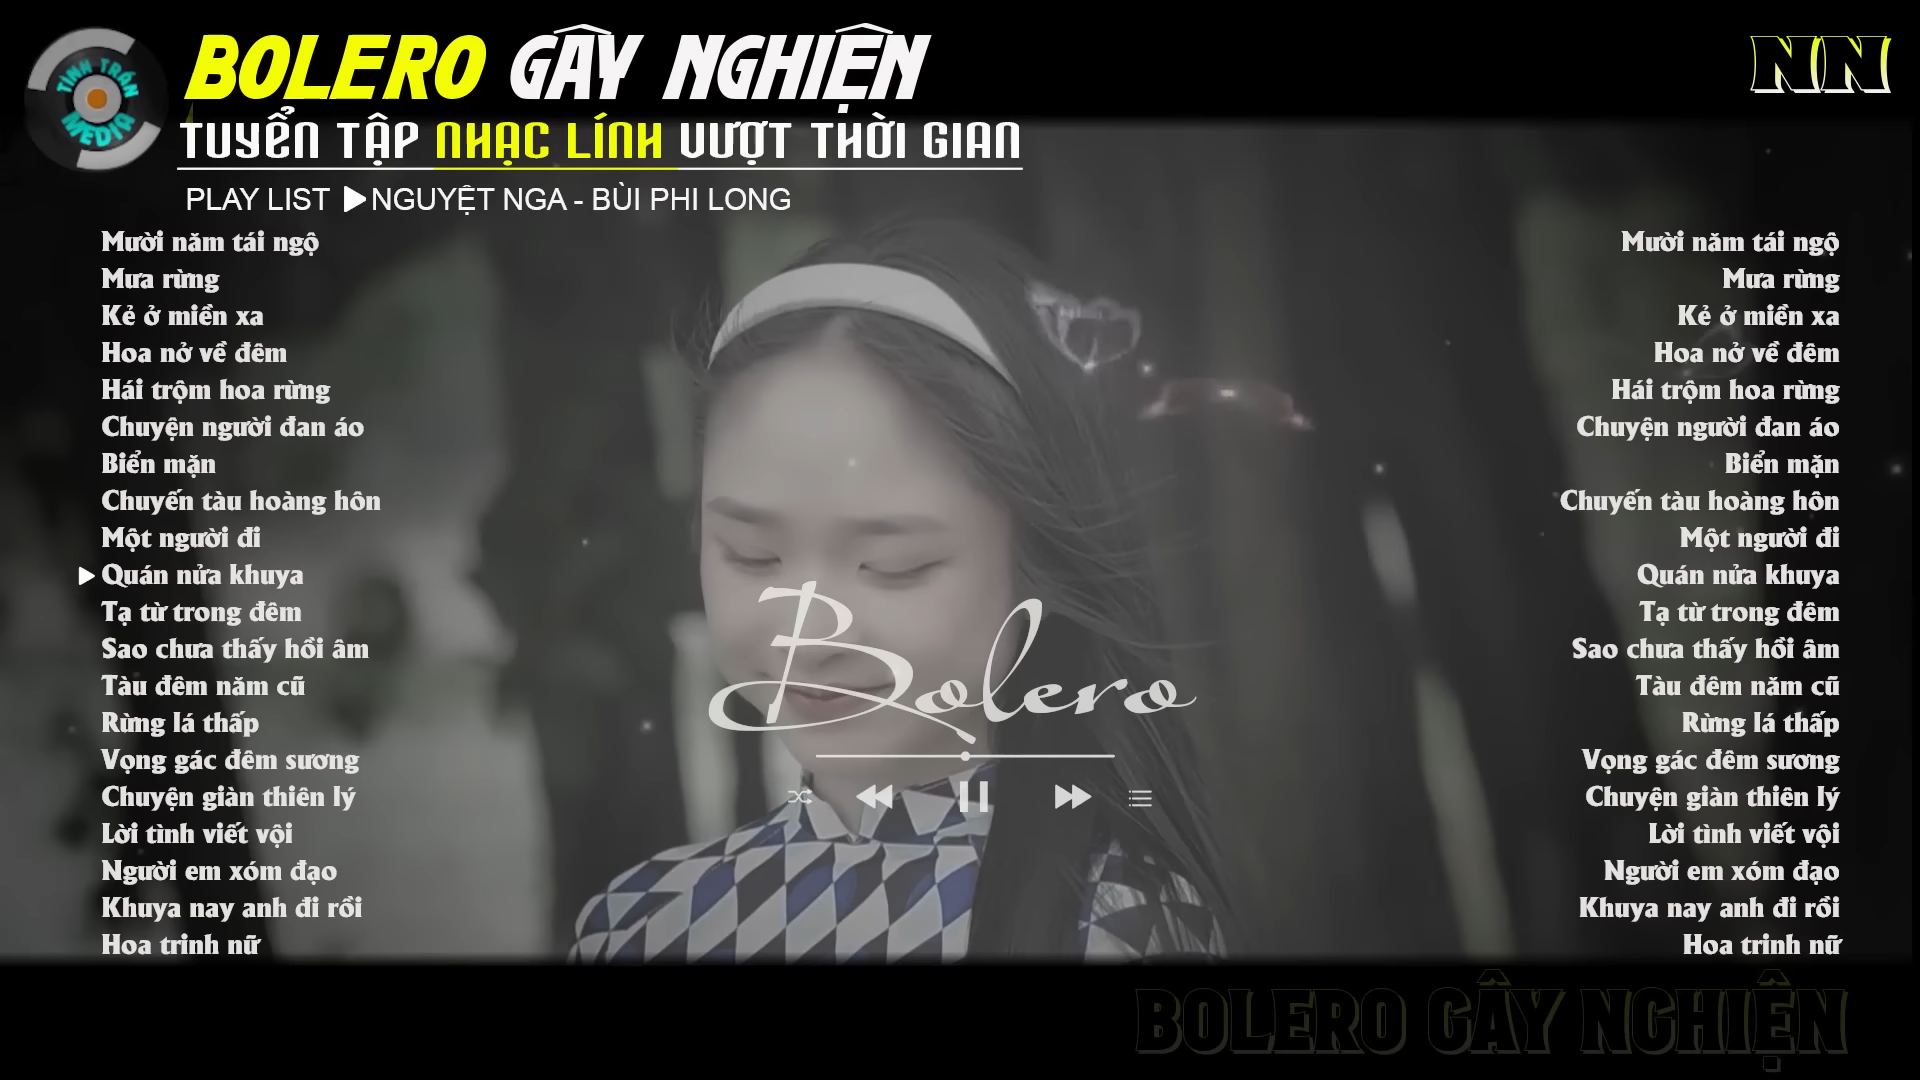 TÌNH TRẦN
MEDIA
BOLERO GÂY NGHIỆN
NN
TUYỂN TẬP NHẠC LÍNH VƯỢT THỜI GIAN
PLAY LIST ▶NGUYỆT NGA - BÙI PHI LONG
Mười năm tái ngộ
Mưa rừng
Kẻ ở miền xa
Hoa nở về đêm
Hái trộm hoa rừng
Chuyện người đan áo
Biển mặn
Chuyến tàu hoàng hôn
Một người đi
Quán nửa khuya
Tạ từ trong đêm
Sao chưa thấy hồi âm
Tàu đêm năm cũ
Rừng lá thấp
Vọng gác đêm sương
Chuyện giàn thiên lý
Lời tình viết vội
Người em xóm đạo
Khuya nay anh đi rồi
Hoa trinh nữ
Bolero
Mười năm tái ngộ
Mưa rừng
Kẻ ở miền xa
Hoa nở về đêm
Hái trộm hoa rừng
Chuyện người đan áo
Biển mặn
Chuyến tàu hoàng hôn
Một người đi
Quán nửa khuya
Tạ từ trong đêm
Sao chưa thấy hồi âm
Tàu đêm năm cũ
Rừng lá thấp
Vọng gác đêm sương
Chuyện giàn thiên lý
Lời tình viết vội
Người em xóm đạo
Khuya nay anh đi rồi
Hoa trinh nữ
BOLERO GÂY NGHIỆN